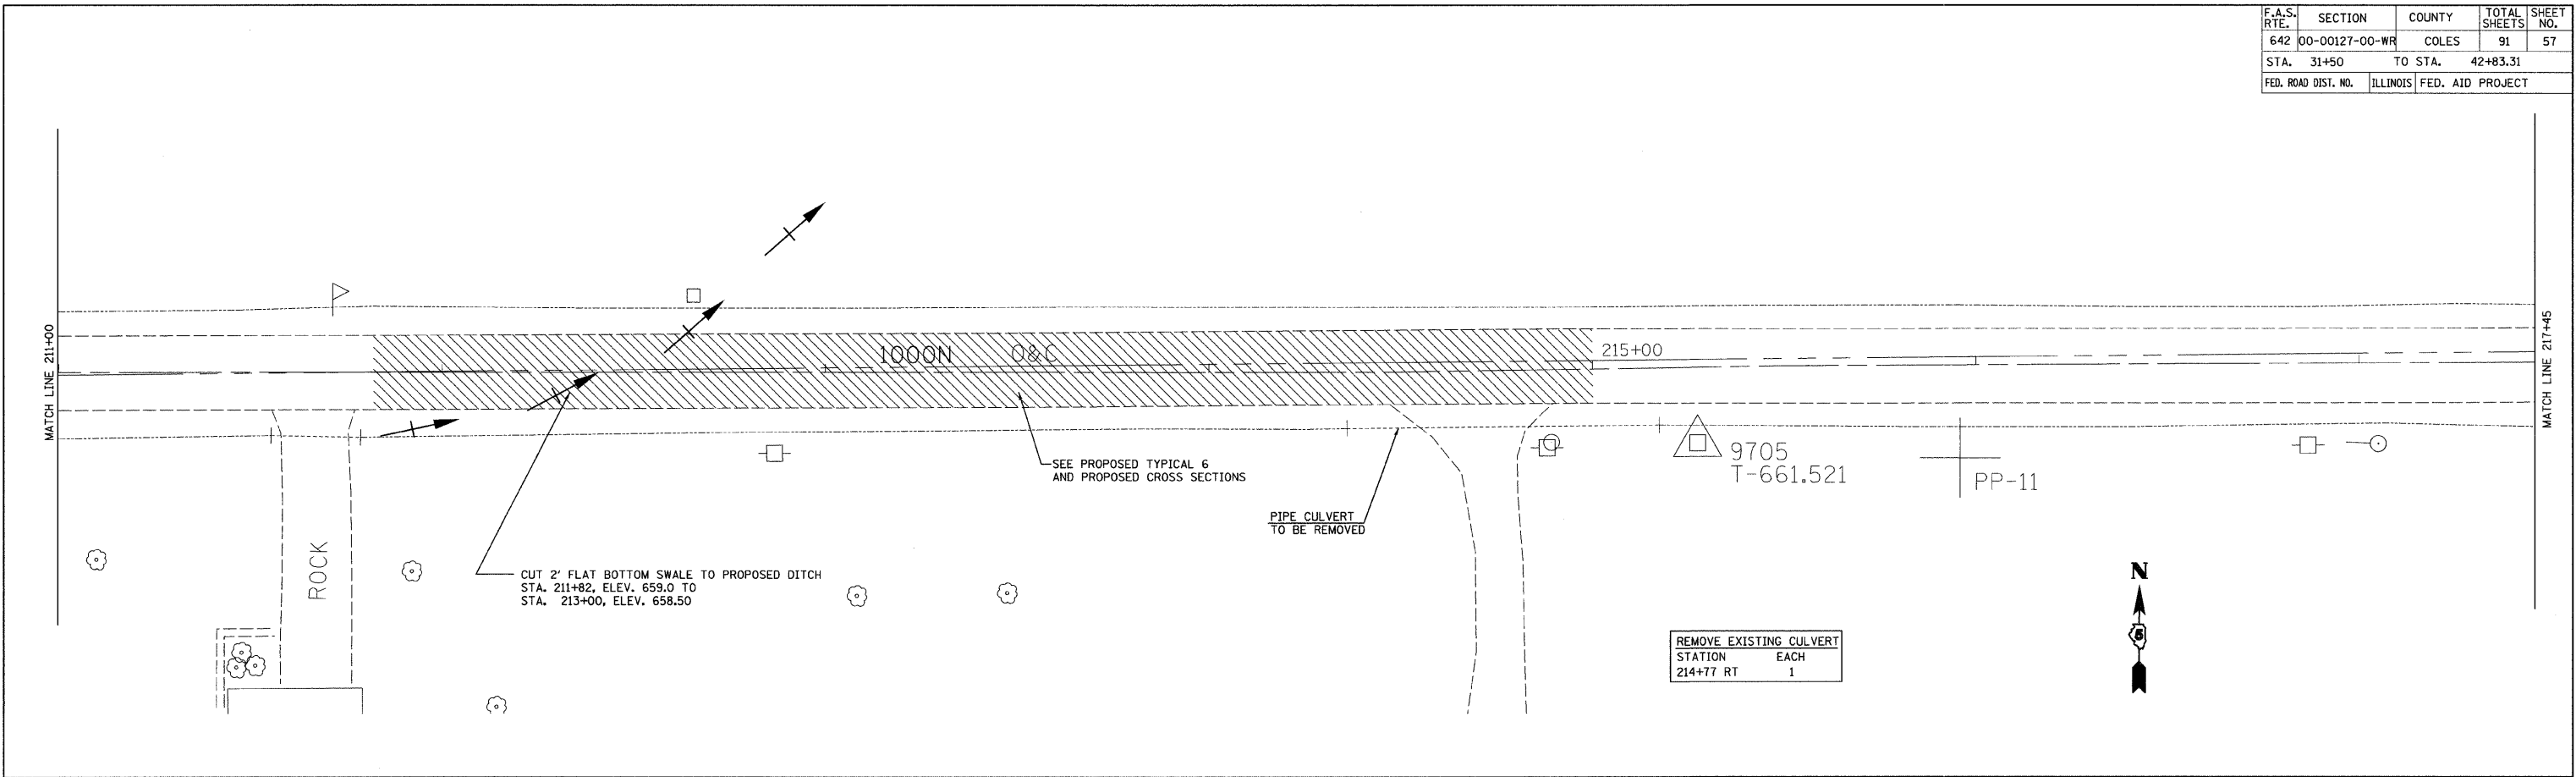 F.A.S. RTE. SECTION COUNTY TOTAL SHEETS SHEET NO.
642 00-00127-00-WR COLES 91 57
STA. 31+50 TO STA. 42+83.31
FED. ROAD DIST. NO. ILLINOIS FED. AID PROJECT
MATCH LINE 211+00
1000N O&C
215+00
MATCH LINE 217+45
SEE PROPOSED TYPICAL 6
AND PROPOSED CROSS SECTIONS
9705
T-661.521
PP-11
PIPE CULVERT
TO BE REMOVED
ROCK
CUT 2' FLAT BOTTOM SWALE TO PROPOSED DITCH
STA. 211+82, ELEV. 659.0 TO
STA. 213+00, ELEV. 658.50
N
5
REMOVE EXISTING CULVERT
STATION EACH
214+77 RT 1